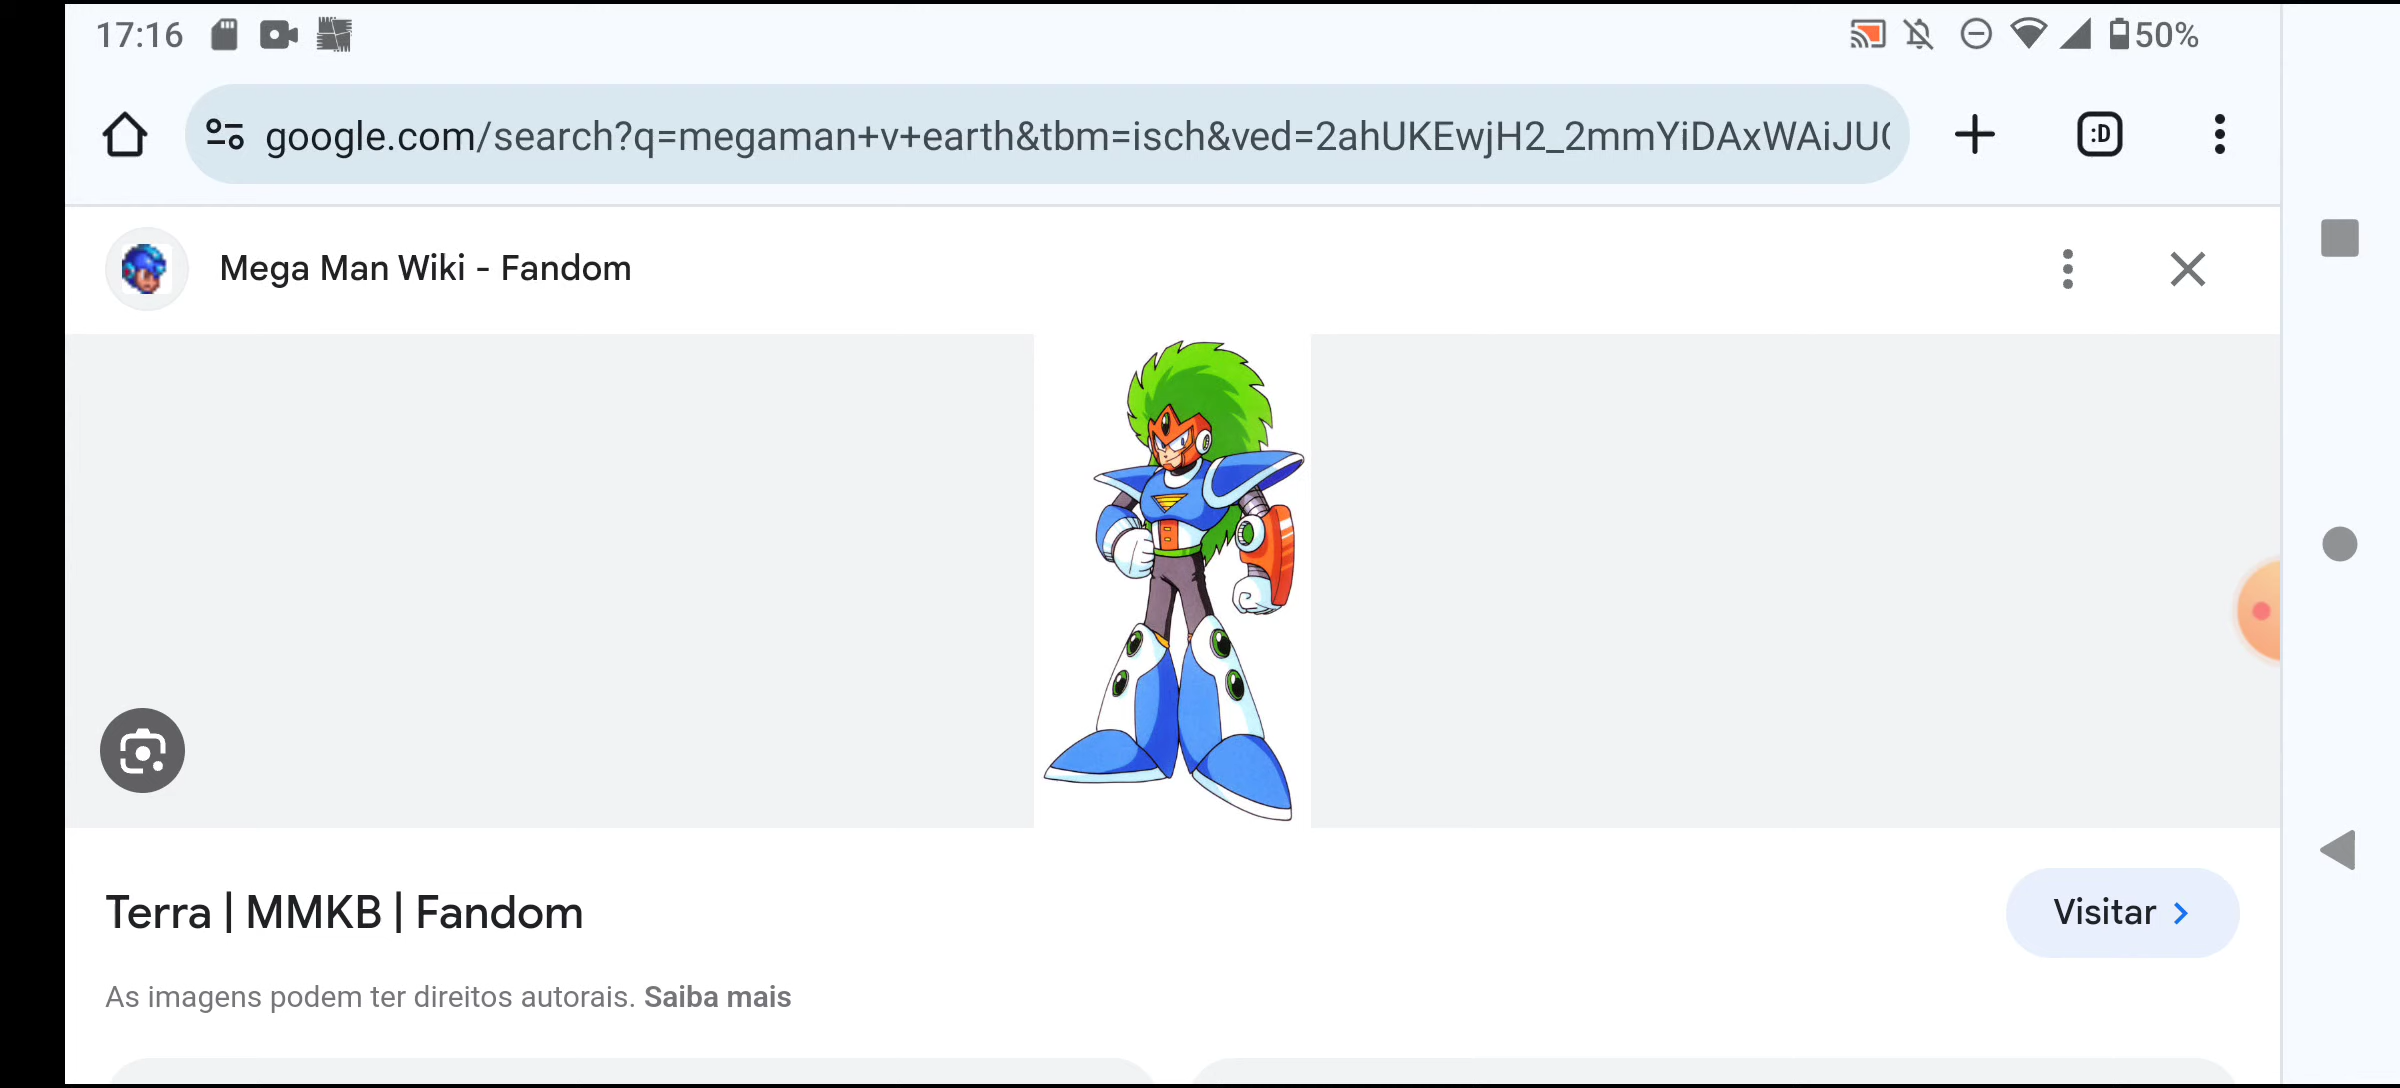 17:16
50%
google.com/search?q=megaman+v+earth&tbm=isch&ved=2ahUKEwjH2_2mmYiDAxWAiJU
:D
Mega Man Wiki - Fandom
Terra | MMKB | Fandom
Visitar
As imagens podem ter direitos autorais. Saiba mais